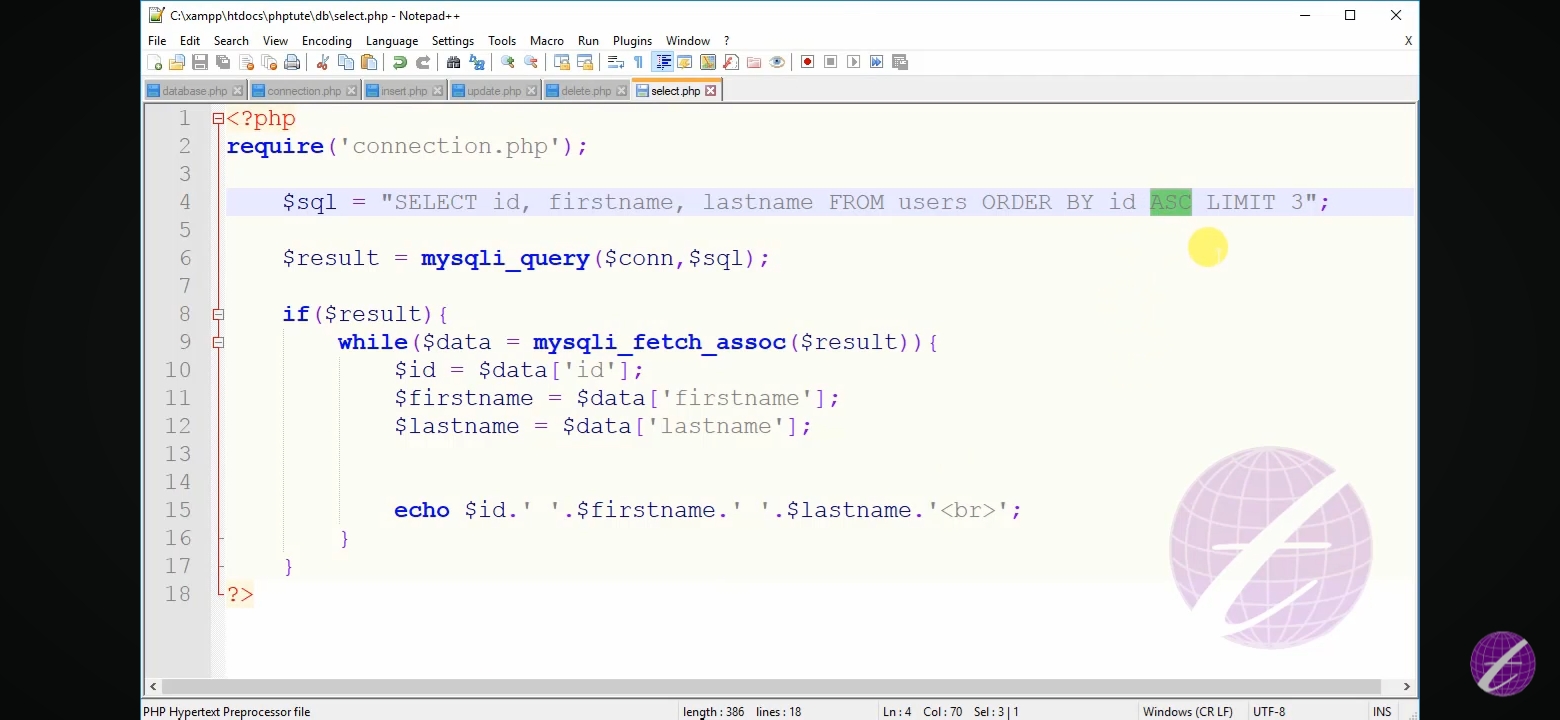 C:\xampp\htdocs\phptute\db\select.php - Notepad++
File Edit Search View Encoding Language Settings Tools Macro Run Plugins Window ? X
database.php connection.php insert.php update.php delete.php select.php
1 <?php
2 require('connection.php');
3
4 $sql = "SELECT id, firstname, lastname FROM users ORDER BY id ASC LIMIT 3";
5
6 $result = mysqli_query($conn,$sql);
7
8 if($result){
9 while($data = mysqli_fetch_assoc($result)){
10 $id = $data['id'];
11 $firstname = $data['firstname'];
12 $lastname = $data['lastname'];
13
14
15 echo $id.' '.$firstname.' '.$lastname.'<br>';
16 }
17 }
18 ?>
PHP Hypertext Preprocessor file length : 386 lines : 18 Ln : 4 Col : 70 Sel : 3 | 1 Windows (CR LF) UTF-8 INS